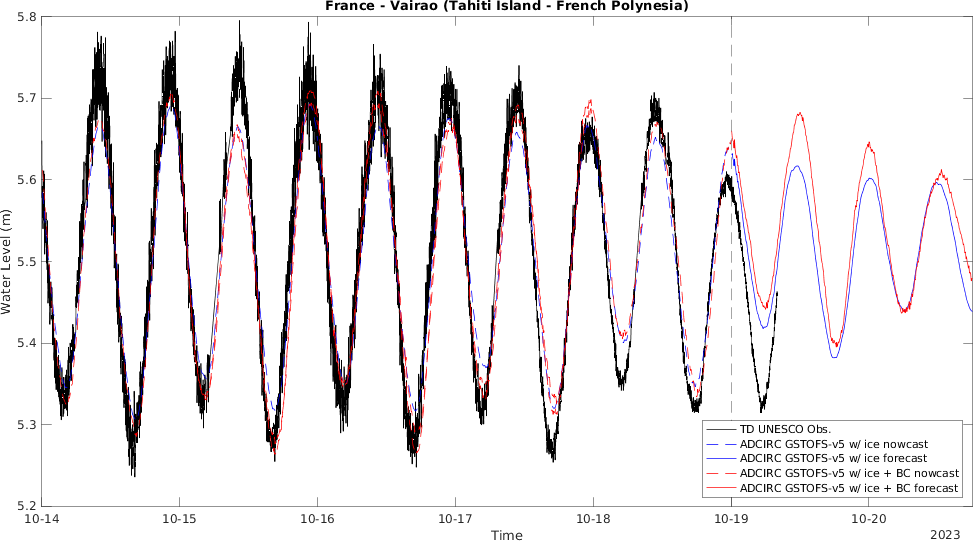 France - Vairao (Tahiti Island - French Polynesia)
5.8
5.7
5.6
5.5
5.4
5.3
5.2
Water Level (m)
TD UNESCO Obs.
ADCIRC GSTOFS-v5 w/ ice nowcast
ADCIRC GSTOFS-v5 w/ ice forecast
ADCIRC GSTOFS-v5 w/ ice + BC nowcast
ADCIRC GSTOFS-v5 w/ ice + BC forecast
10-14 10-15 10-16 10-17 10-18 10-19 10-20
Time
2023